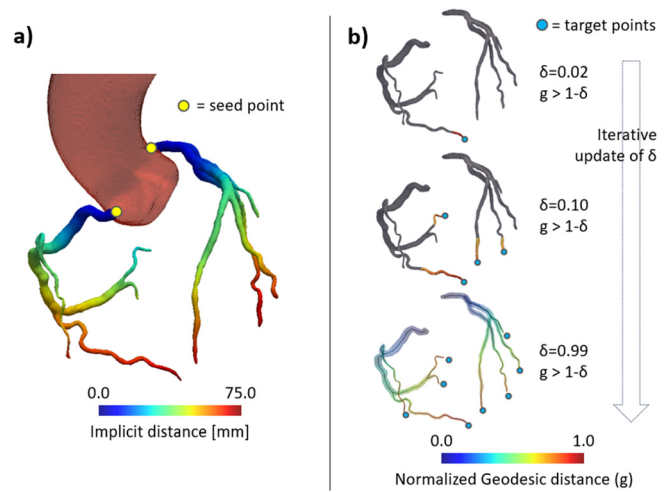 a)
= seed point
0.0
75.0
Implicit distance [mm]
b)
= target points
δ=0.02
g > 1-δ
Iterative
update of δ
δ=0.10
g > 1-δ
δ=0.99
g > 1-δ
0.0
1.0
Normalized Geodesic distance (g)